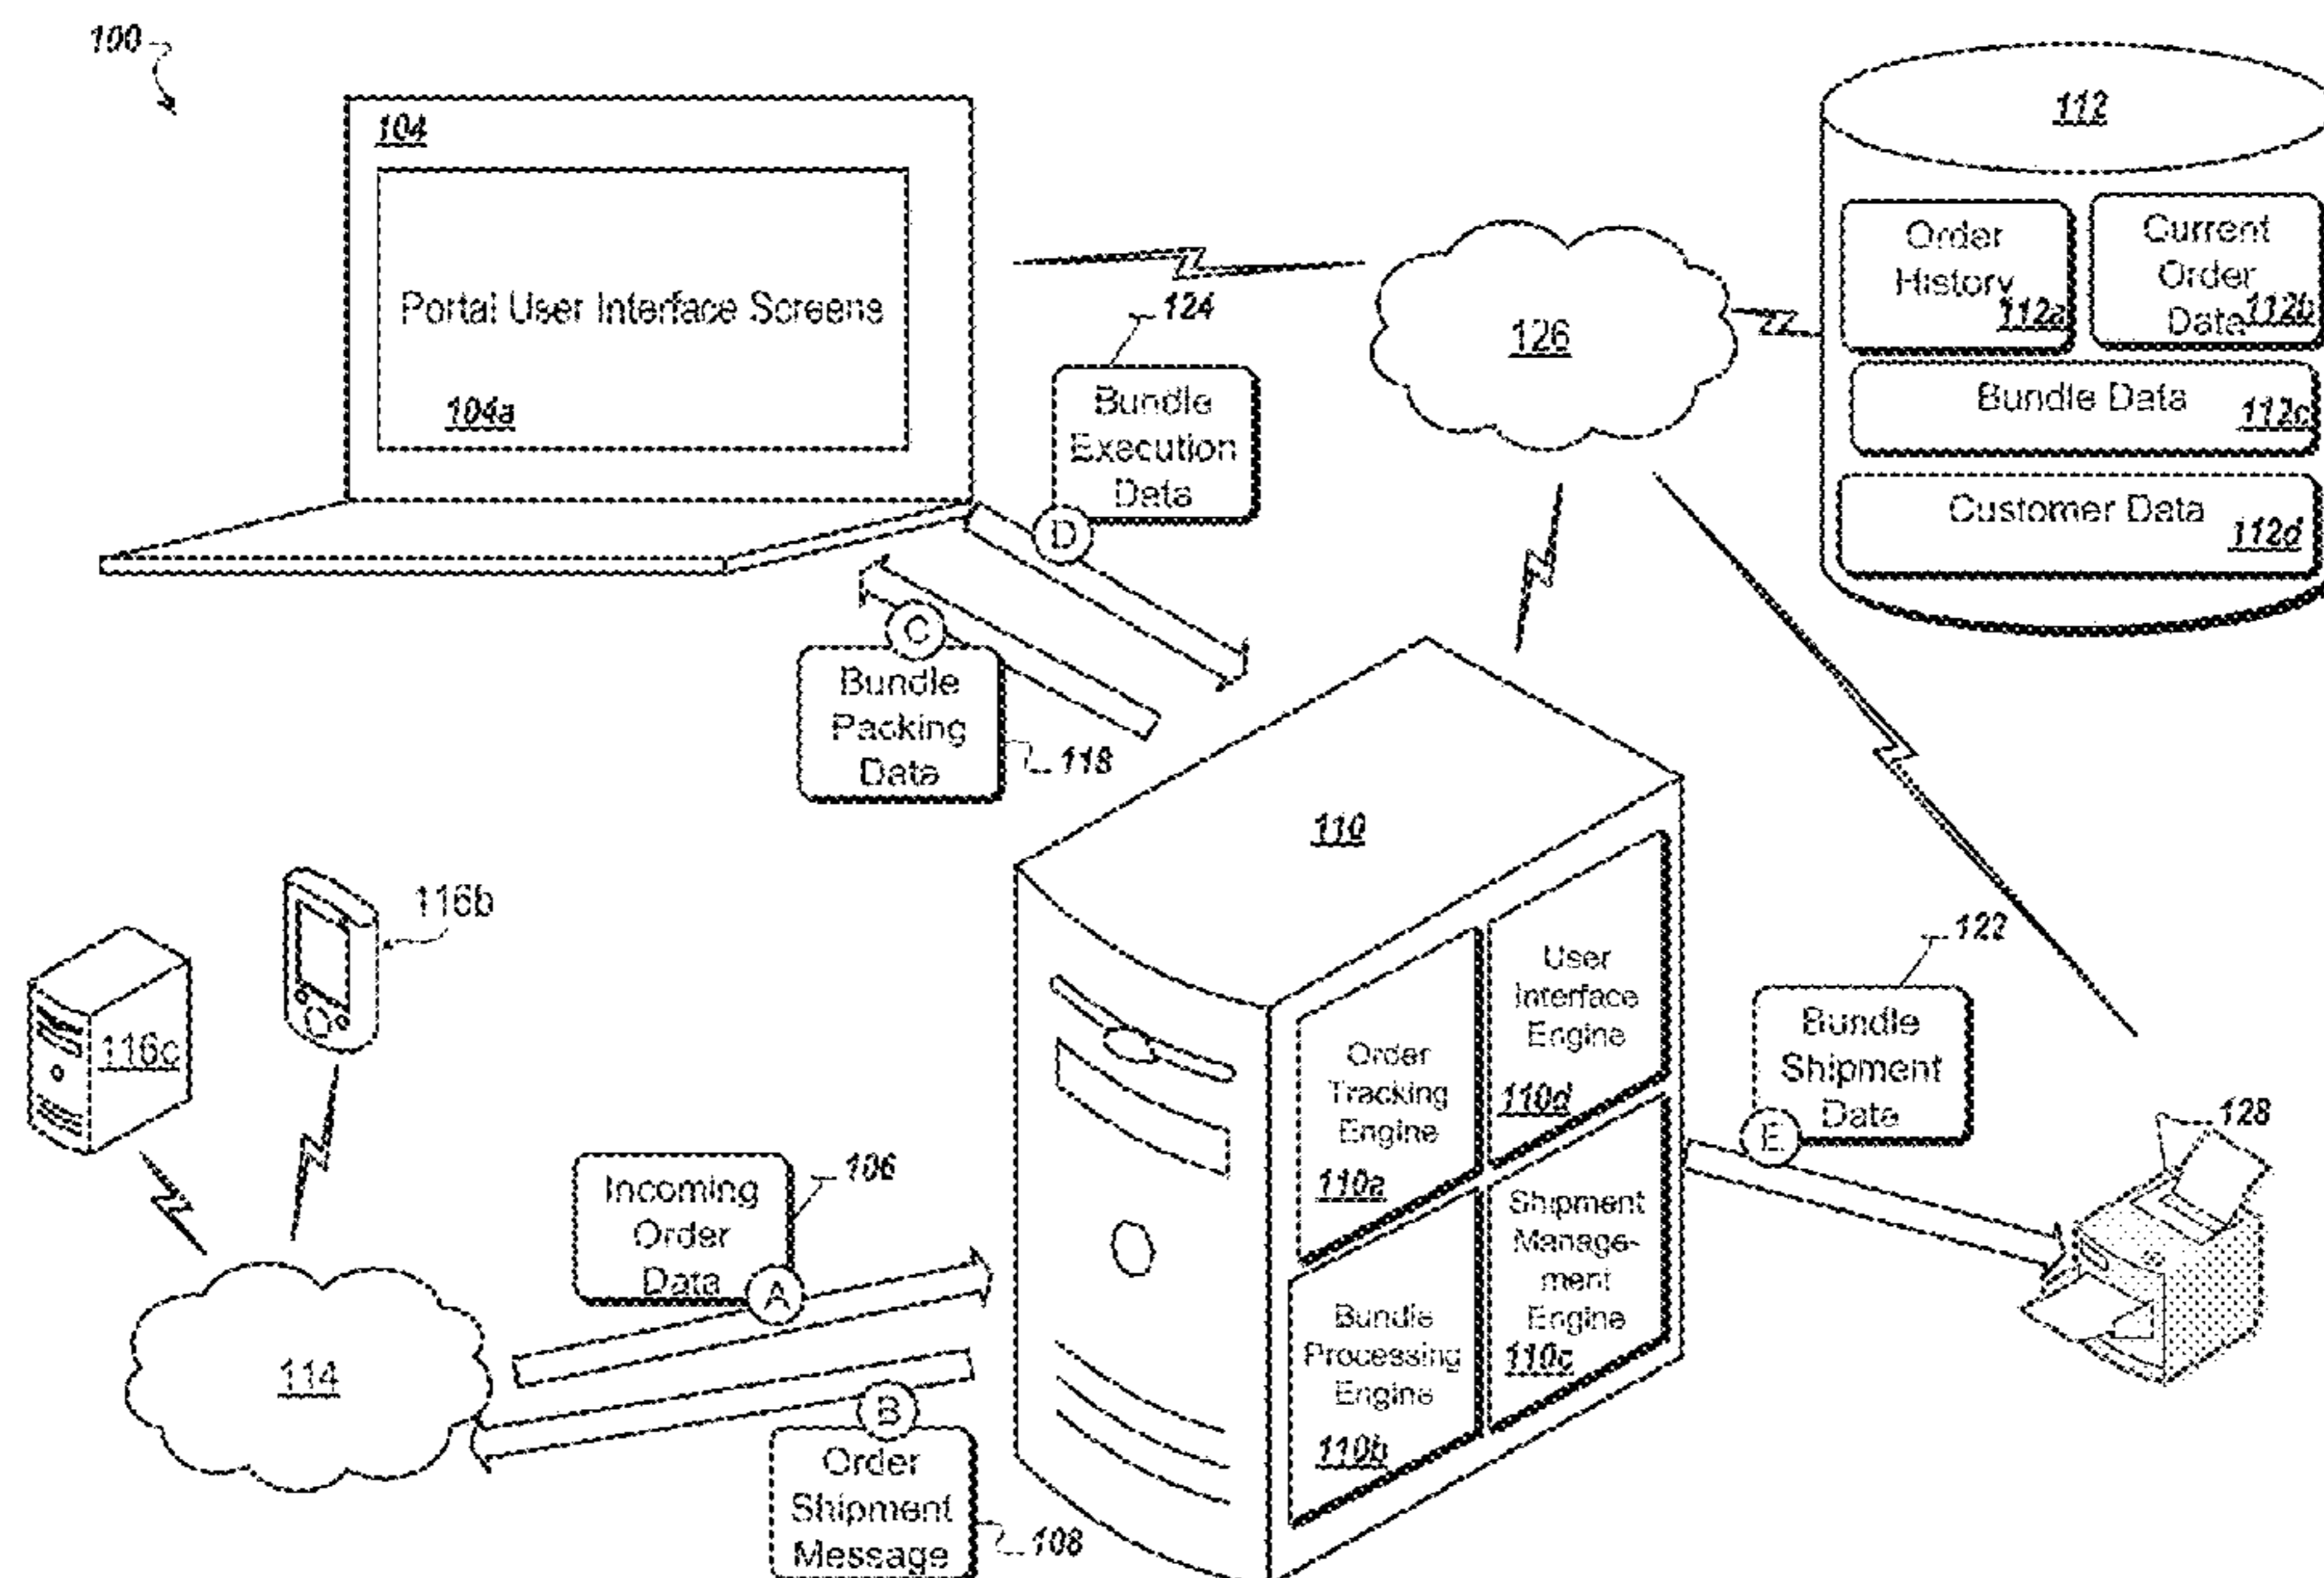 100
104
Portal User Interface Screens
104a
124
Bundle
Execution
Data
D
C
Bundle
Packing
Data
118
126
112
Order
History
112a
Current
Order
Data
112b
Bundle Data
112c
Customer Data
112d
110
User
Interface
Engine
110d
Order
Tracking
Engine
110a
Shipment
Manage-
ment
Engine
110c
Bundle
Processing
Engine
110b
122
Bundle
Shipment
Data
E
128
116b
116c
106
Incoming
Order
Data
A
114
B
Order
Shipment
Message
108